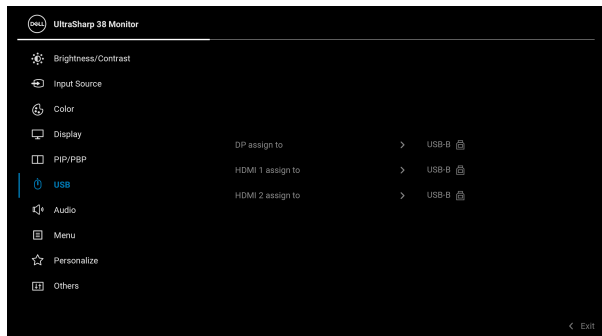 DELL UltraSharp 38 Monitor
Brightness/Contrast
Input Source
Color
Display
DP assign to USB-B
PIP/PBP
HDMI 1 assign to USB-B
USB
HDMI 2 assign to USB-B
Audio
Menu
Personalize
Others
Exit